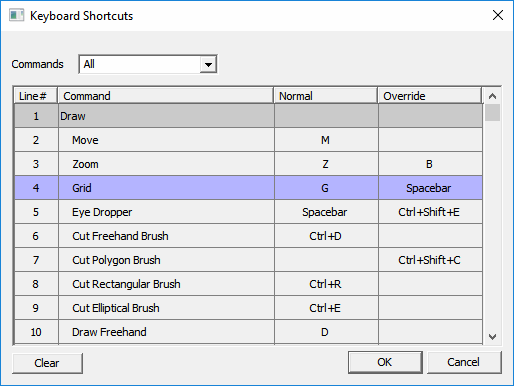 Keyboard Shortcuts
Commands All
Line# Command Normal Override
1 Draw
2 Move M
3 Zoom Z B
4 Grid G Spacebar
5 Eye Dropper Spacebar Ctrl+Shift+E
6 Cut Freehand Brush Ctrl+D
7 Cut Polygon Brush Ctrl+Shift+C
8 Cut Rectangular Brush Ctrl+R
9 Cut Elliptical Brush Ctrl+E
10 Draw Freehand D
Clear OK Cancel